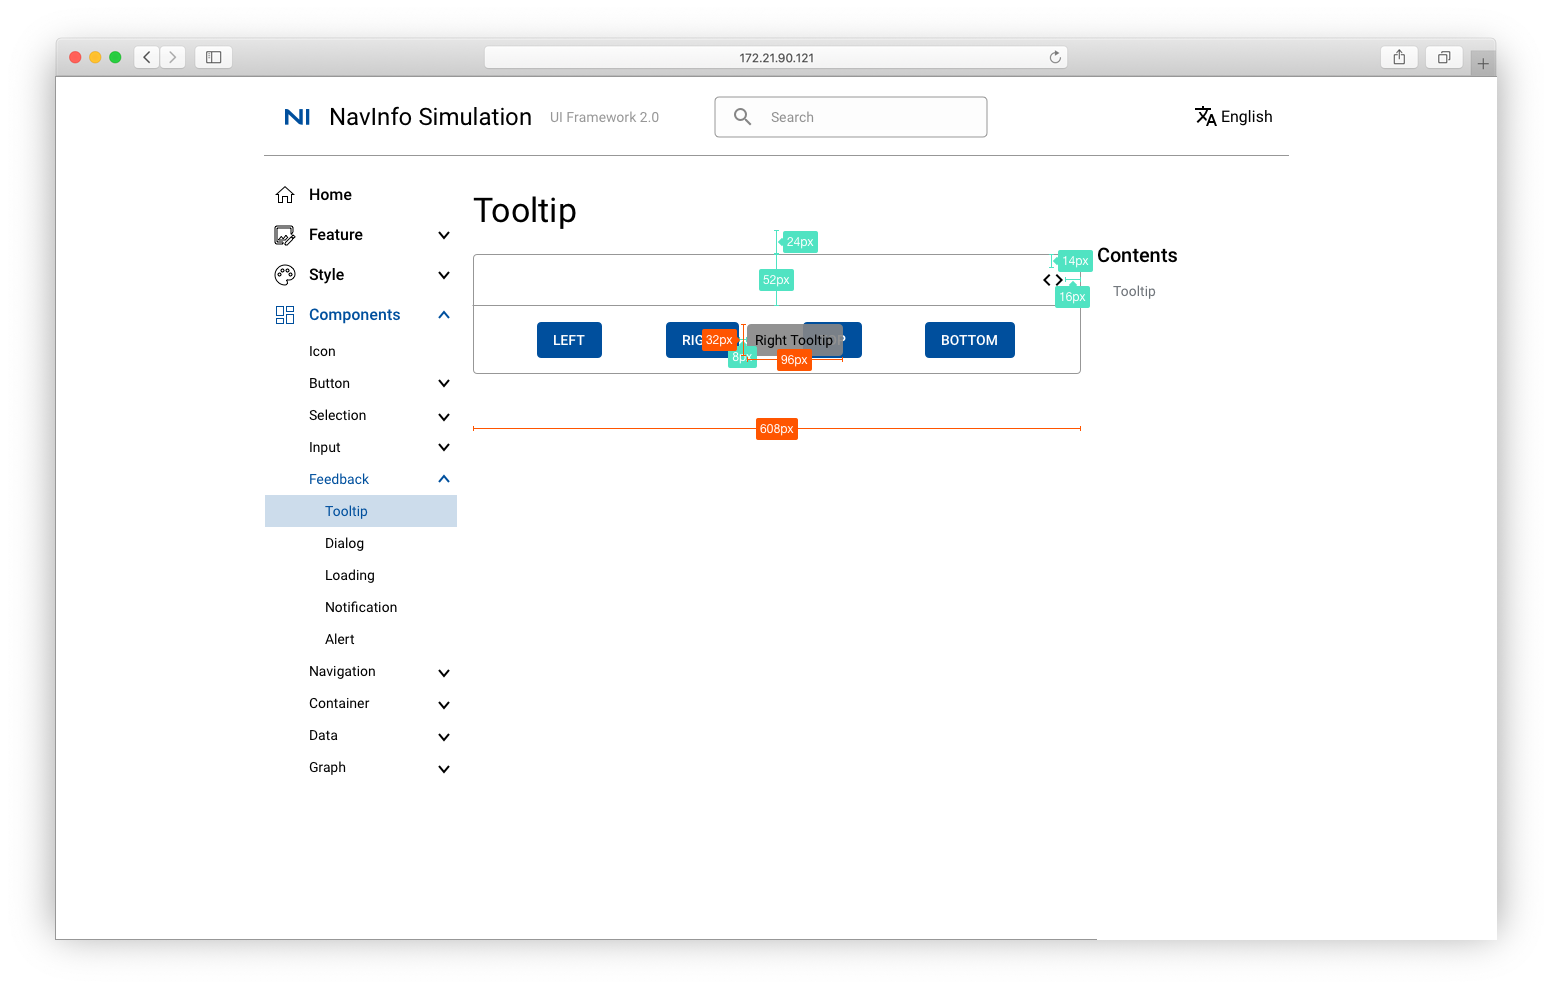 172.21.90.121
NI NavInfo Simulation UI Framework 2.0 Search English
Home
Feature
Style
Components
Icon
Button
Selection
Input
Feedback
Tooltip
Dialog
Loading
Notification
Alert
Navigation
Container
Data
Graph
Tooltip
24px
52px
14px
16px
LEFT
32px
Right Tooltip
BOTTOM
8px
96px
608px
Contents
Tooltip